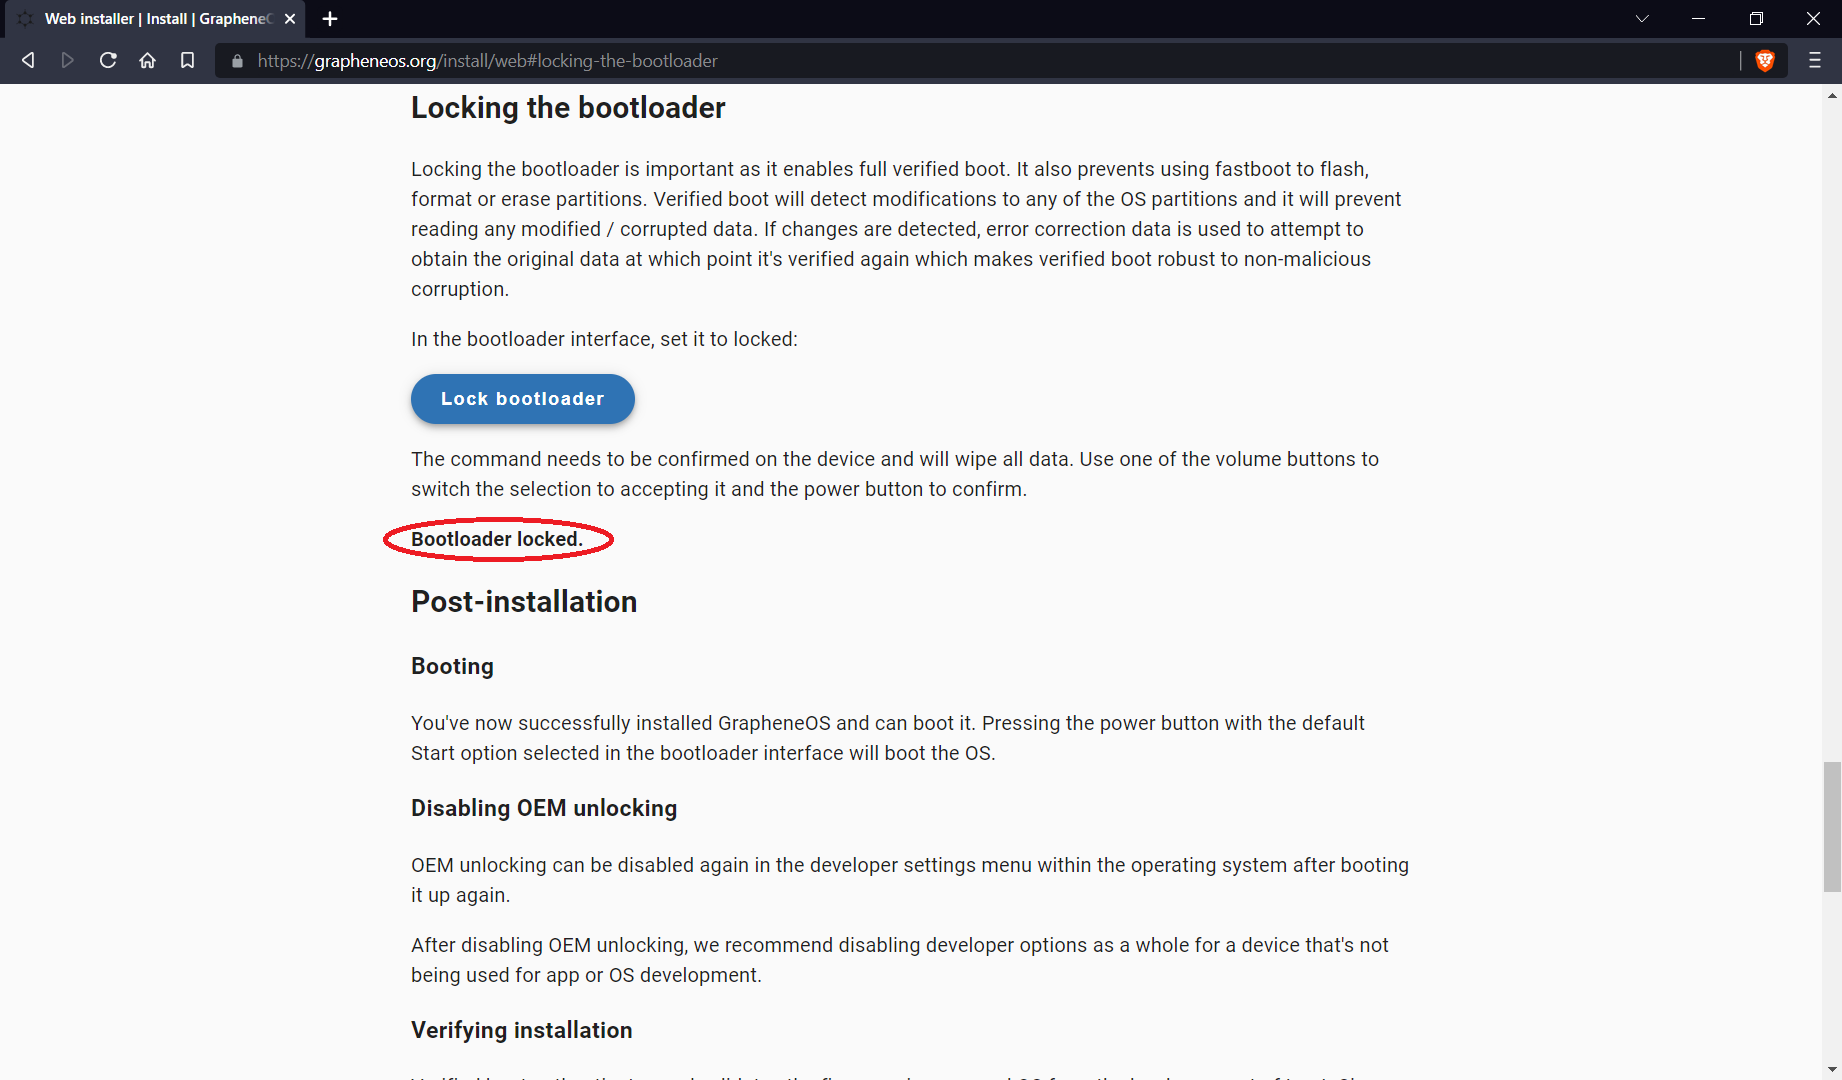 Web installer | Install | Graphene
https://grapheneos.org/install/web#locking-the-bootloader
Locking the bootloader
Locking the bootloader is important as it enables full verified boot. It also prevents using fastboot to flash,
format or erase partitions. Verified boot will detect modifications to any of the OS partitions and it will prevent
reading any modified / corrupted data. If changes are detected, error correction data is used to attempt to
obtain the original data at which point it's verified again which makes verified boot robust to non-malicious
corruption.
In the bootloader interface, set it to locked:
Lock bootloader
The command needs to be confirmed on the device and will wipe all data. Use one of the volume buttons to
switch the selection to accepting it and the power button to confirm.
Bootloader locked.
Post-installation
Booting
You've now successfully installed GrapheneOS and can boot it. Pressing the power button with the default
Start option selected in the bootloader interface will boot the OS.
Disabling OEM unlocking
OEM unlocking can be disabled again in the developer settings menu within the operating system after booting
it up again.
After disabling OEM unlocking, we recommend disabling developer options as a whole for a device that's not
being used for app or OS development.
Verifying installation